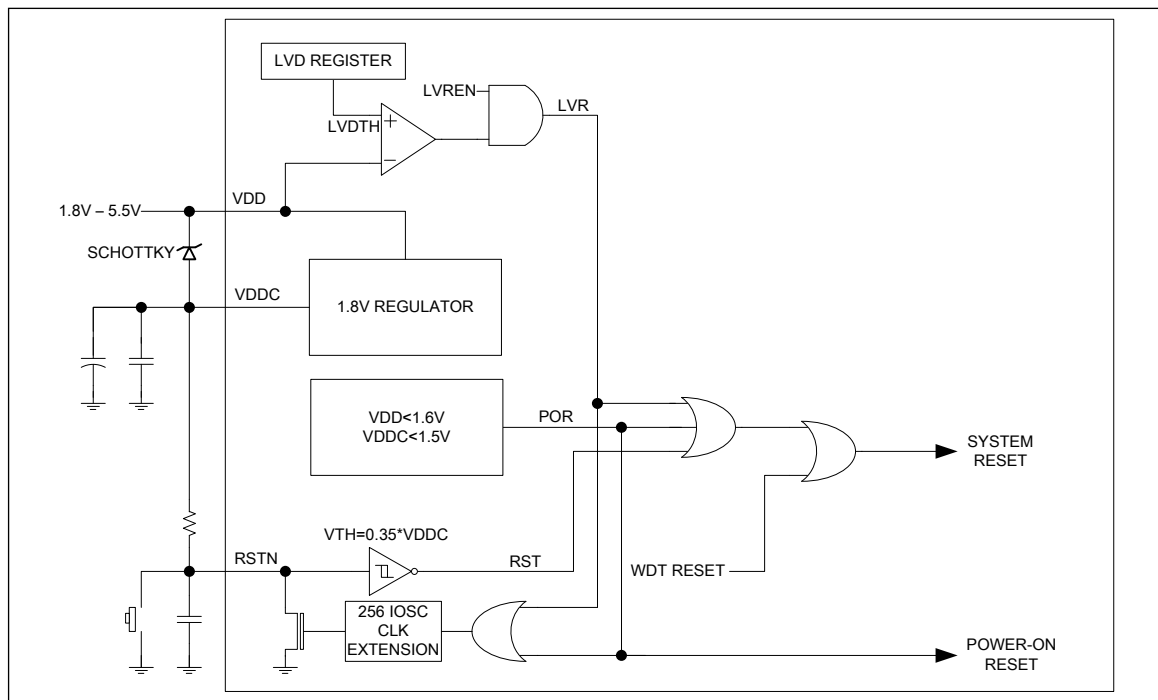 LVD REGISTER
LVREN
LVR
LVDTH
+
−
VDD
1.8V – 5.5V
SCHOTTKY
VDDC
1.8V REGULATOR
VDD<1.6V
VDDC<1.5V
POR
SYSTEM
RESET
VTH=0.35*VDDC
RSTN
RST
WDT RESET
256 IOSC
CLK
EXTENSION
POWER-ON
RESET